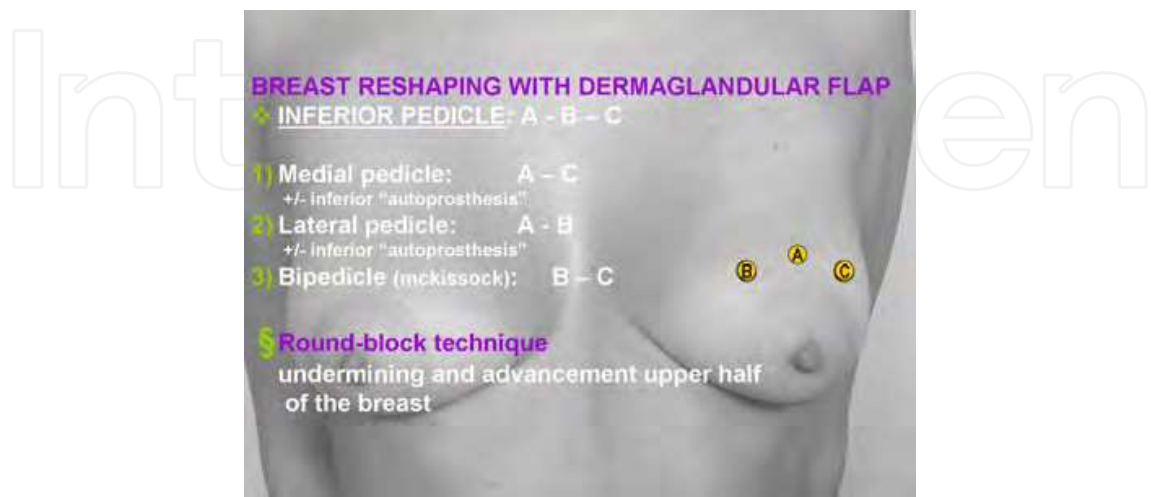 BREAST RESHAPING WITH DERMAGLANDULAR FLAP
❖ INFERIOR PEDICLE: A - B – C
1) Medial pedicle: A – C
+/- inferior "autoprosthesis"
2) Lateral pedicle: A - B
+/- inferior "autoprosthesis"
3) Bipedicle (mckissock): B – C
A
B C
§ Round-block technique
undermining and advancement upper half
of the breast